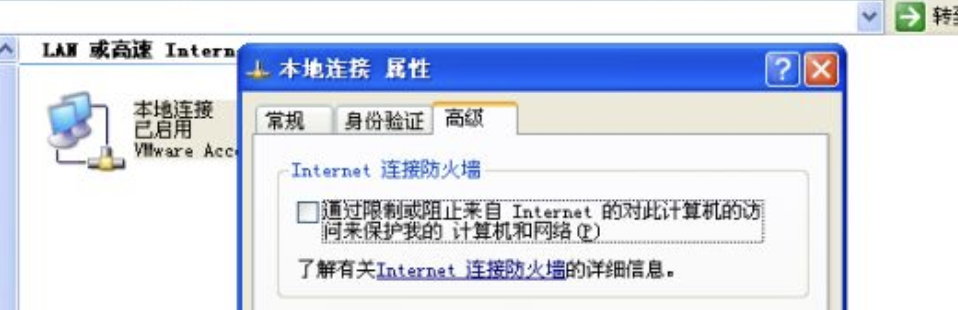 转到
LAN 或高速 Intern
本地连接 属性
本地连接
已启用
VMware Acc
常规
身份验证
高级
Internet 连接防火墙
通过限制或阻止来自 Internet 的对此计算机的访
问来保护我的 计算机和网络(P)
了解有关Internet 连接防火墙的详细信息。